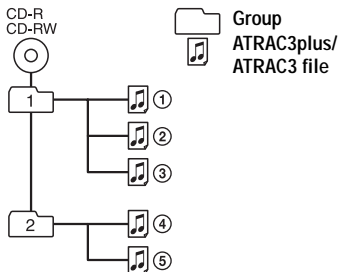 CD-R
CD-RW
Group
ATRAC3plus/
ATRAC3 file
1
①
②
③
2
④
⑤